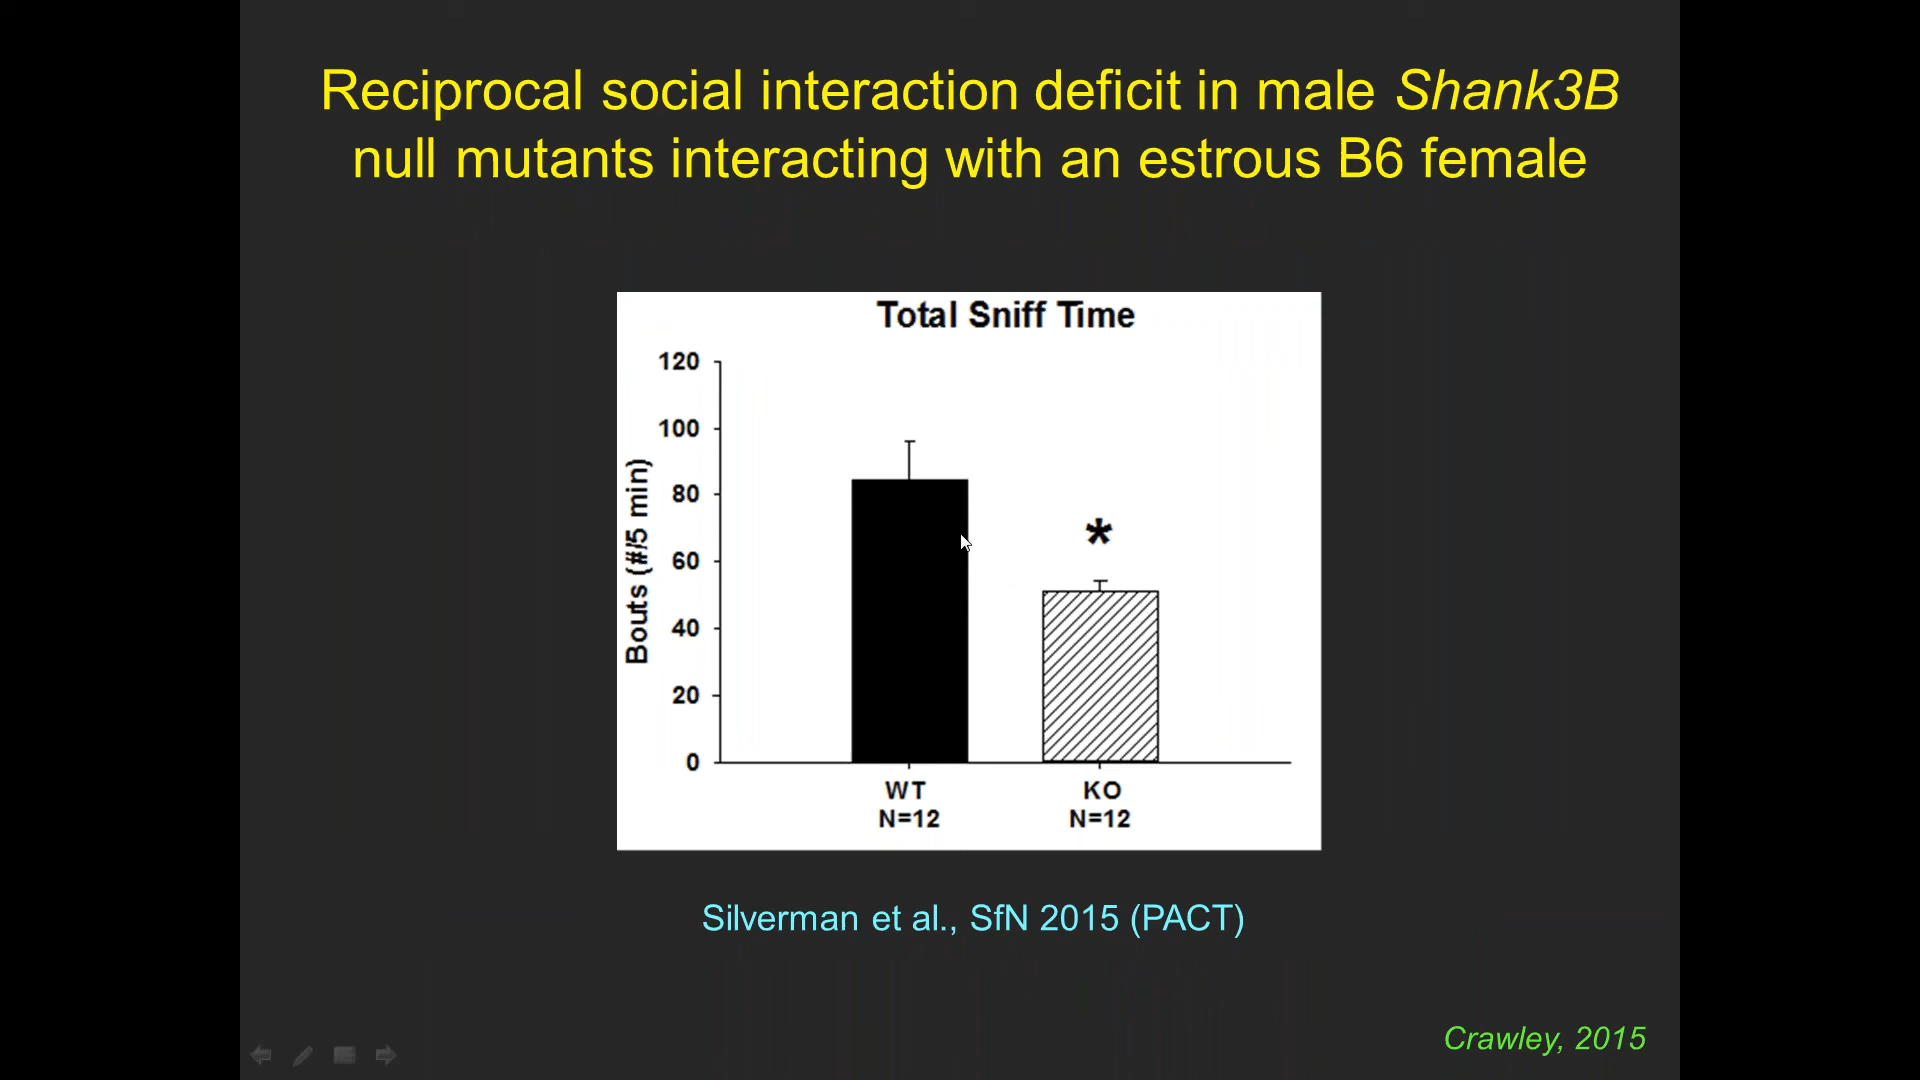 Reciprocal social interaction deficit in male Shank3B
null mutants interacting with an estrous B6 female
Total Sniff Time
120
100
80
60
40
20
0
Bouts (#/5 min)
*
WT
N=12
KO
N=12
Silverman et al., SfN 2015 (PACT)
Crawley, 2015